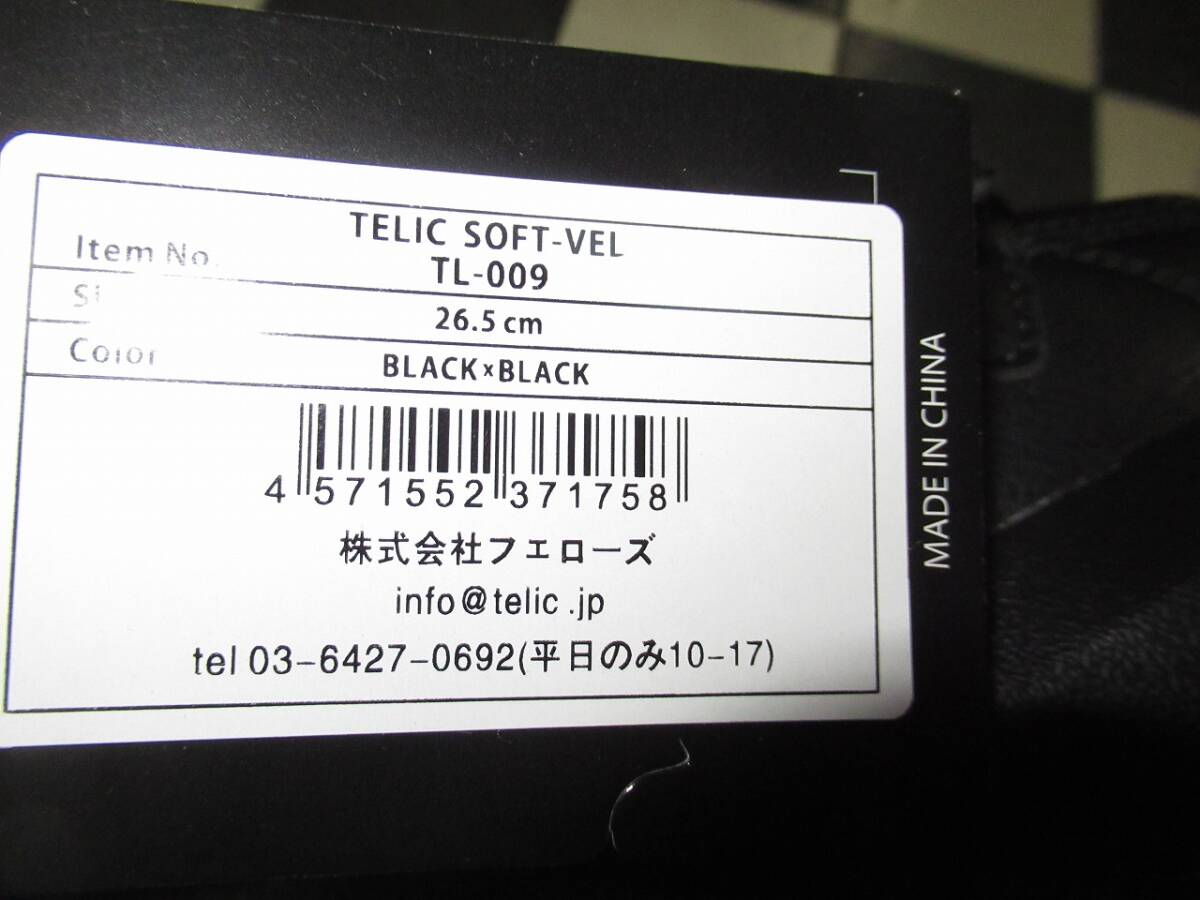 Item No. TELIC SOFT-VEL
TL-009
26.5 cm
Color BLACK×BLACK
4 571552 371758
株式会社フェローズ
info@telic.jp
tel 03-6427-0692(平日のみ10-17)
MADE IN CHINA